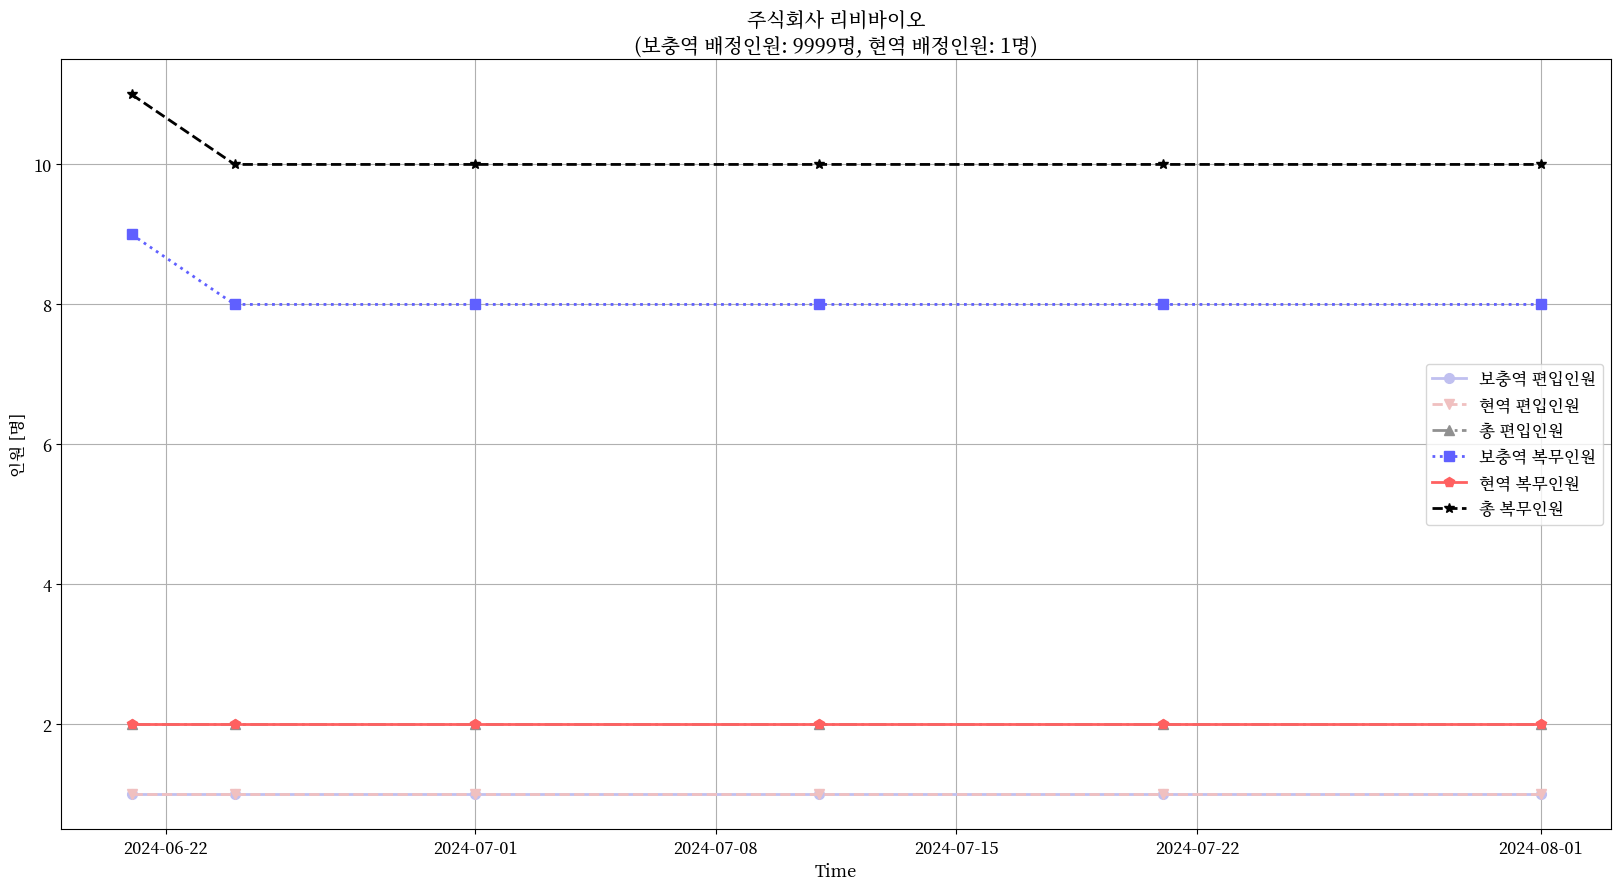 주식회사 리비바이오
(보충역 배정인원: 9999명, 현역 배정인원: 1명)
인원 [명]
10
8
6
4
2
보충역 편입인원
현역 편입인원
총 편입인원
보충역 복무인원
현역 복무인원
총 복무인원
2024-06-22
2024-07-01
2024-07-08
2024-07-15
2024-07-22
2024-08-01
Time